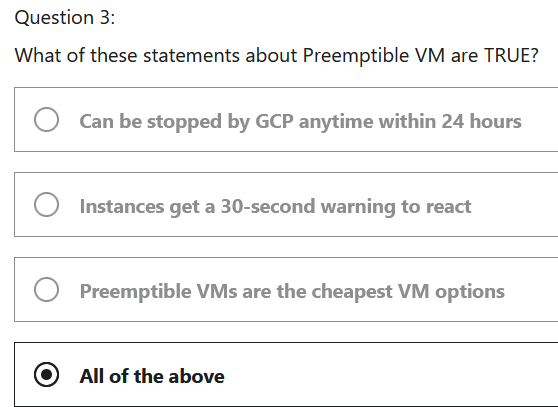 Question 3:
What of these statements about Preemptible VM are TRUE?
Can be stopped by GCP anytime within 24 hours
Instances get a 30-second warning to react
Preemptible VMs are the cheapest VM options
All of the above